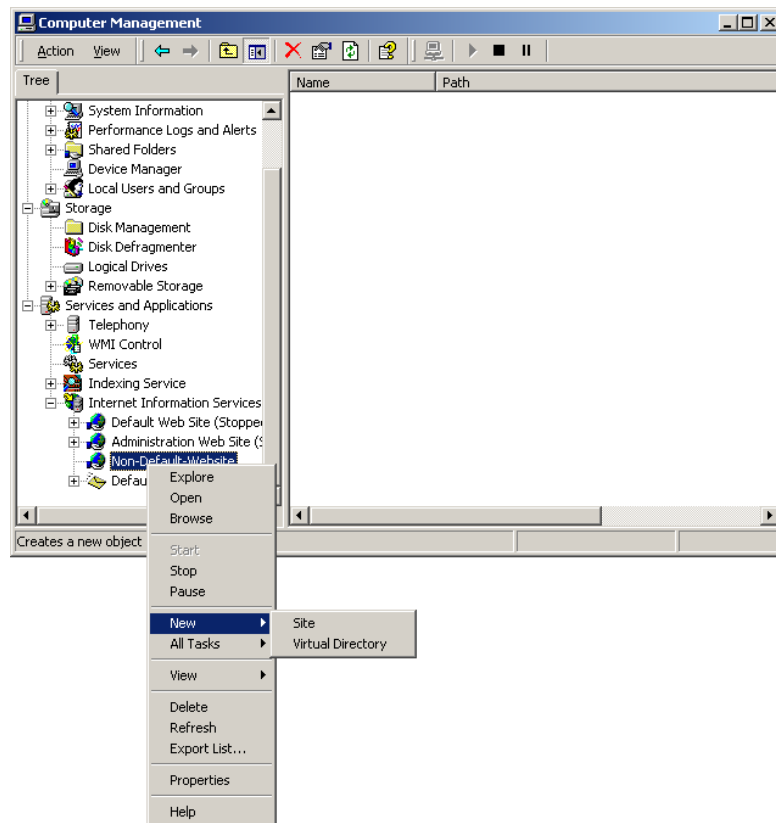 Computer Management
Action View
Tree
Name Path
System Information
Performance Logs and Alerts
Shared Folders
Device Manager
Local Users and Groups
Storage
Disk Management
Disk Defragmenter
Logical Drives
Removable Storage
Services and Applications
Telephony
WMI Control
Services
Indexing Service
Internet Information Services
Default Web Site (Stoppe
Administration Web Site (S
Non-Default-Website
Defau
Creates a new object
Explore
Open
Browse
Start
Stop
Pause
New
All Tasks
View
Delete
Refresh
Export List...
Properties
Help
Site
Virtual Directory